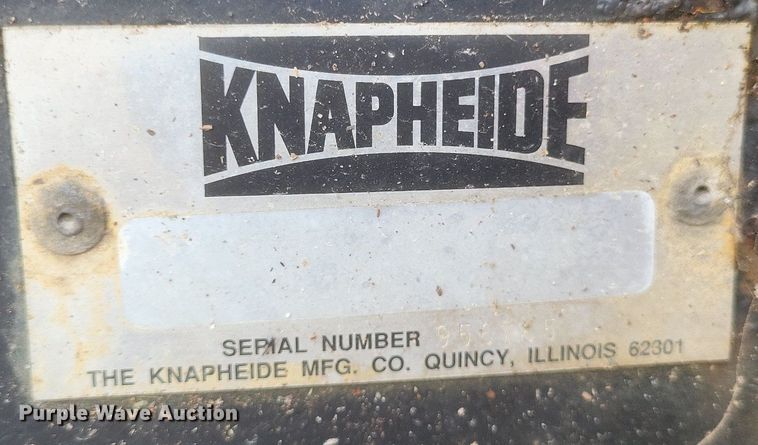 KNAPHEIDE
SERIAL NUMBER
THE KNAPHEIDE MFG. CO. QUINCY, ILLINOIS 62301
Purple Wave Auction